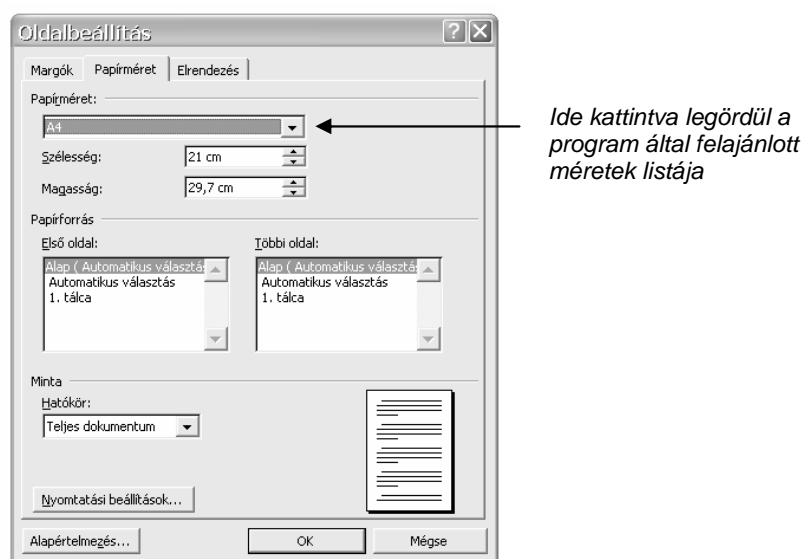 Oldalbeállítás
Margók Papírméret Elrendezés
Papírméret:
A4
Ide kattintva legördül a
program által felajánlott
méretek listája
Szélesség: 21 cm
Magasság: 29,7 cm
Papírforrás
Első oldal: Többi oldal:
Alap ( Automatikus választá Alap ( Automatikus választá
Automatikus választás Automatikus választás
1. tálca 1. tálca
Minta
Hatókör:
Teljes dokumentum
Nyomtatási beállítások...
Alapértelmezés... OK Mégse